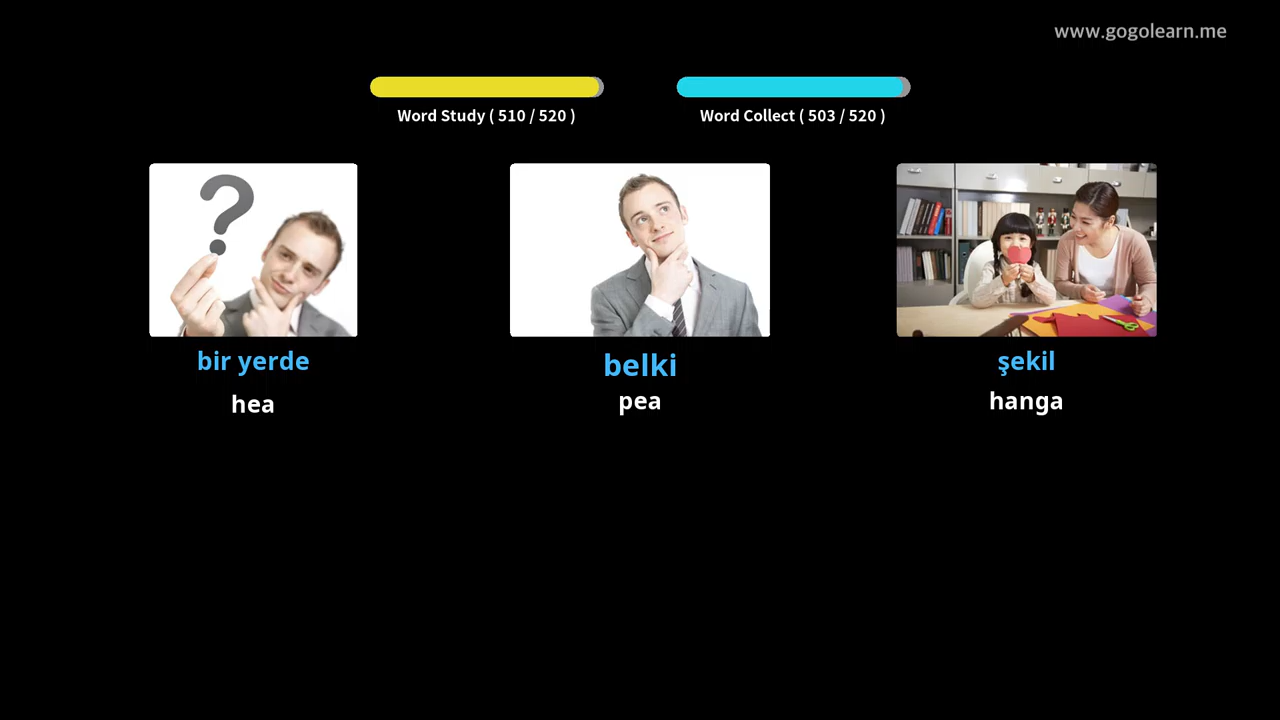 www.gogolearn.me
Word Study ( 510 / 520 )
Word Collect ( 503 / 520 )
bir yerde
hea
belki
pea
şekil
hanga